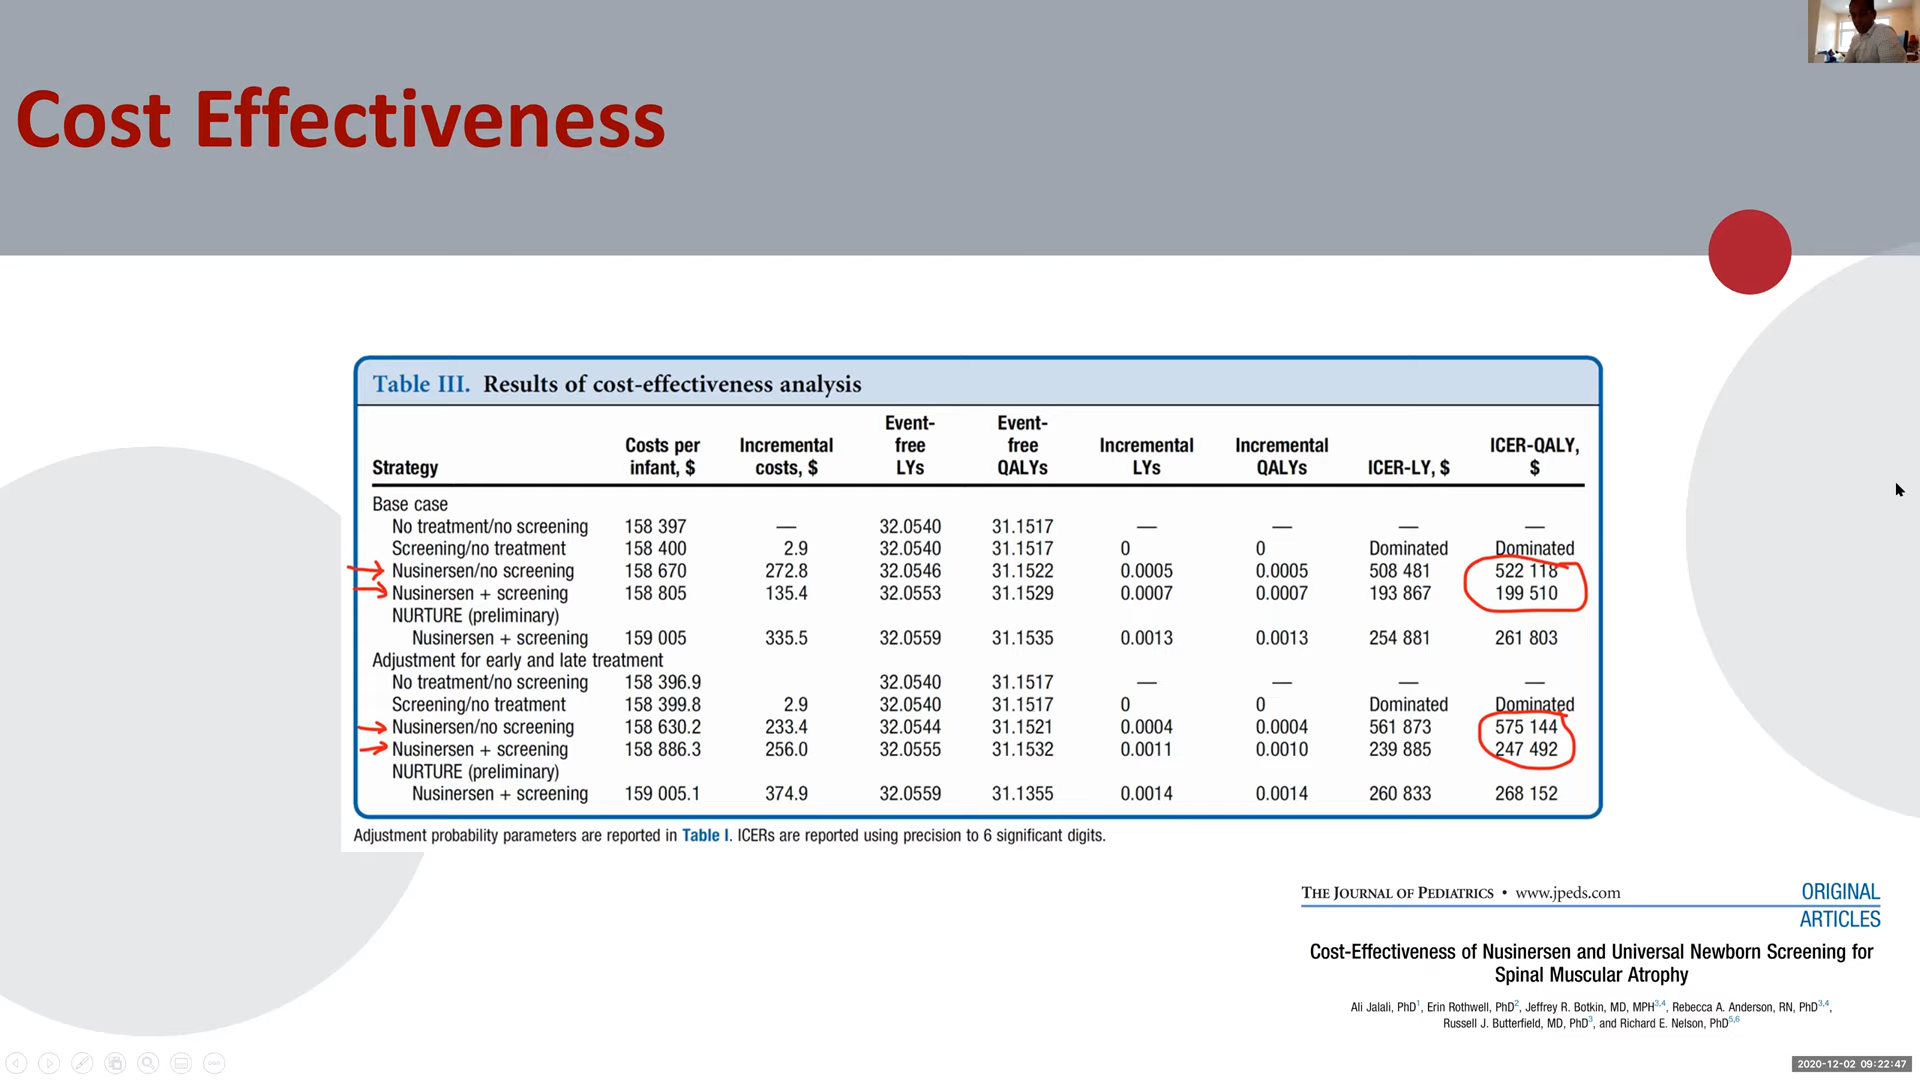 Cost Effectiveness
Table III. Results of cost-effectiveness analysis
Strategy Costs per infant, $ Incremental costs, $ Event-free LYs Event-free QALYs Incremental LYs Incremental QALYs ICER-LY, $ ICER-QALY, $
Base case
No treatment/no screening 158 397 — 32.0540 31.1517 — — — —
Screening/no treatment 158 400 2.9 32.0540 31.1517 0 0 Dominated Dominated
Nusinersen/no screening 158 670 272.8 32.0546 31.1522 0.0005 0.0005 508 481 522 118
Nusinersen + screening 158 805 135.4 32.0553 31.1529 0.0007 0.0007 193 867 199 510
NURTURE (preliminary)
Nusinersen + screening 159 005 335.5 32.0559 31.1535 0.0013 0.0013 254 881 261 803
Adjustment for early and late treatment
No treatment/no screening 158 396.9 32.0540 31.1517 — — — —
Screening/no treatment 158 399.8 2.9 32.0540 31.1517 0 0 Dominated Dominated
Nusinersen/no screening 158 630.2 233.4 32.0544 31.1521 0.0004 0.0004 561 873 575 144
Nusinersen + screening 158 886.3 256.0 32.0555 31.1532 0.0011 0.0010 239 885 247 492
NURTURE (preliminary)
Nusinersen + screening 159 005.1 374.9 32.0559 31.1355 0.0014 0.0014 260 833 268 152
Adjustment probability parameters are reported in Table I. ICERs are reported using precision to 6 significant digits.
THE JOURNAL OF PEDIATRICS • www.jpeds.com ORIGINAL
ARTICLES
Cost-Effectiveness of Nusinersen and Universal Newborn Screening for
Spinal Muscular Atrophy
Ali Jalali, PhD1, Erin Rothwell, PhD2, Jeffrey R. Botkin, MD, MPH3,4, Rebecca A. Anderson, RN, PhD3,4,
Russell J. Butterfield, MD, PhD3, and Richard E. Nelson, PhD5,6
2020-12-02 09:22:47